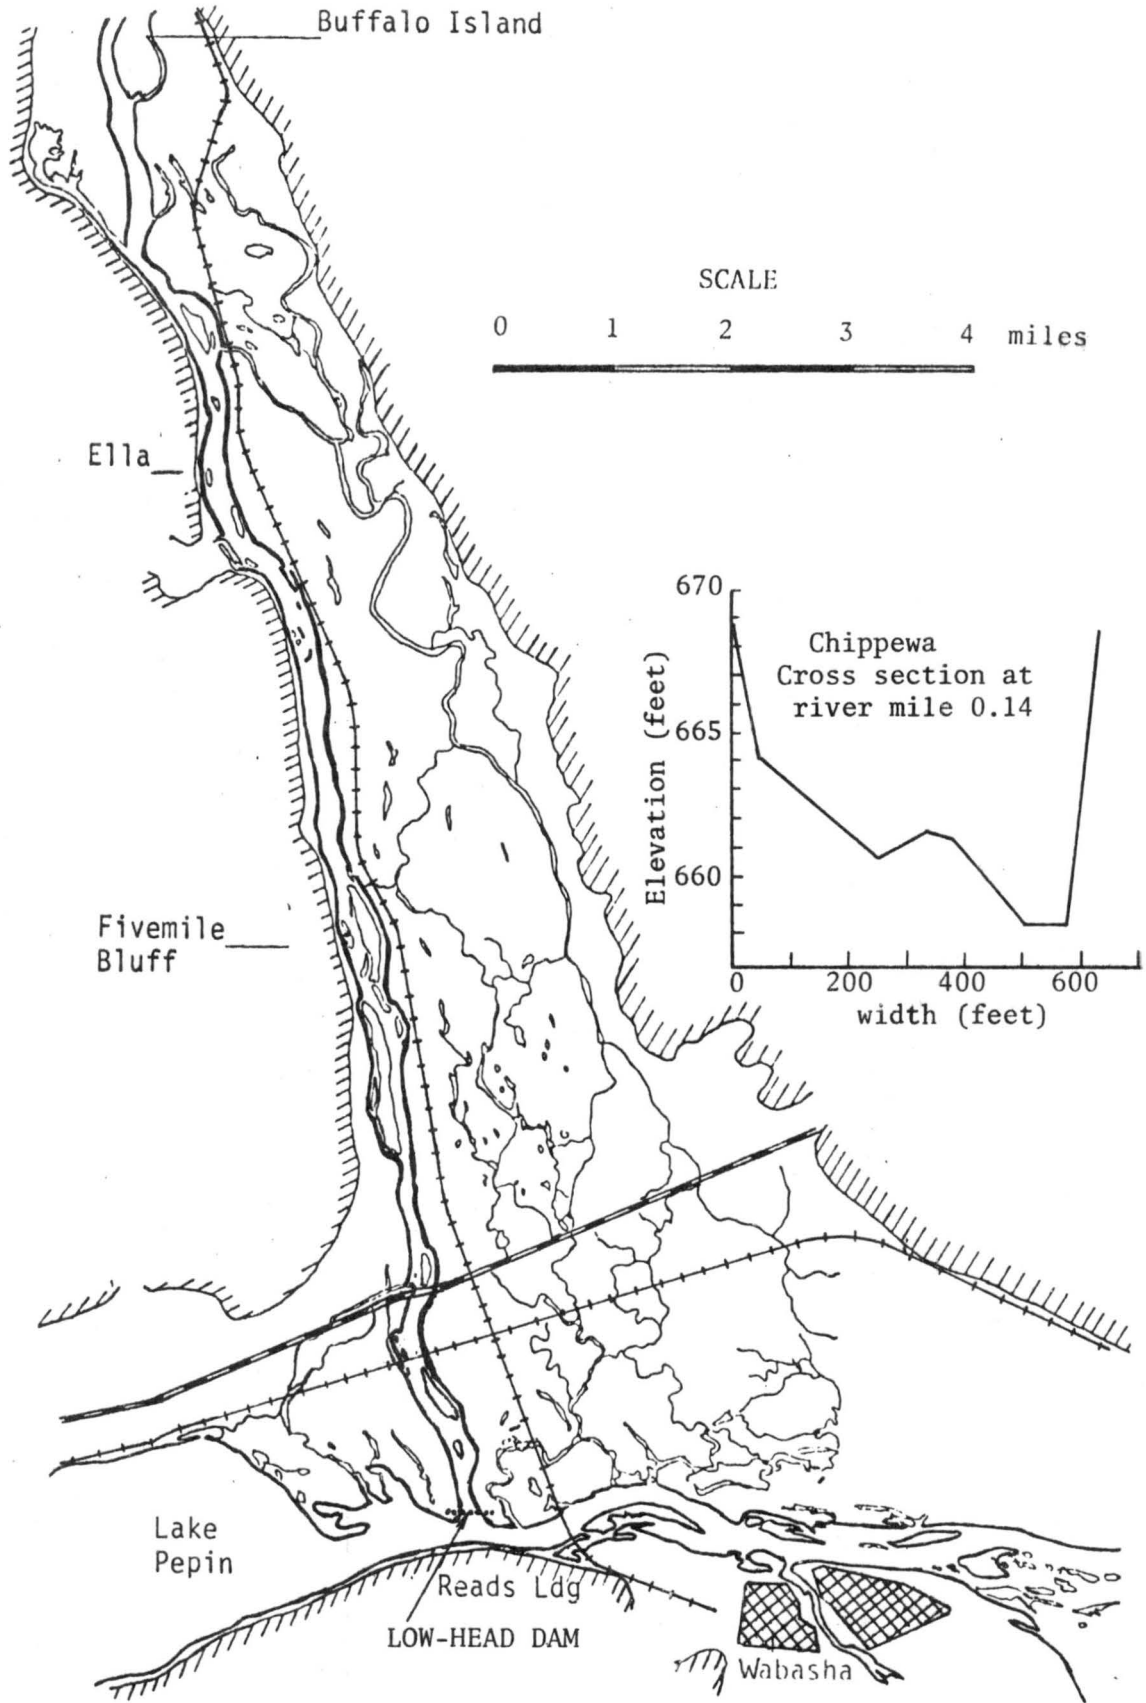 Buffalo Island
SCALE
0 1 2 3 4 miles
Ella
670
Chippewa
Cross section at
river mile 0.14
665
Elevation (feet)
660
Fivemile
Bluff
0 200 400 600
width (feet)
Lake
Pepin
Reads Ldg
LOW-HEAD DAM
Wabasha